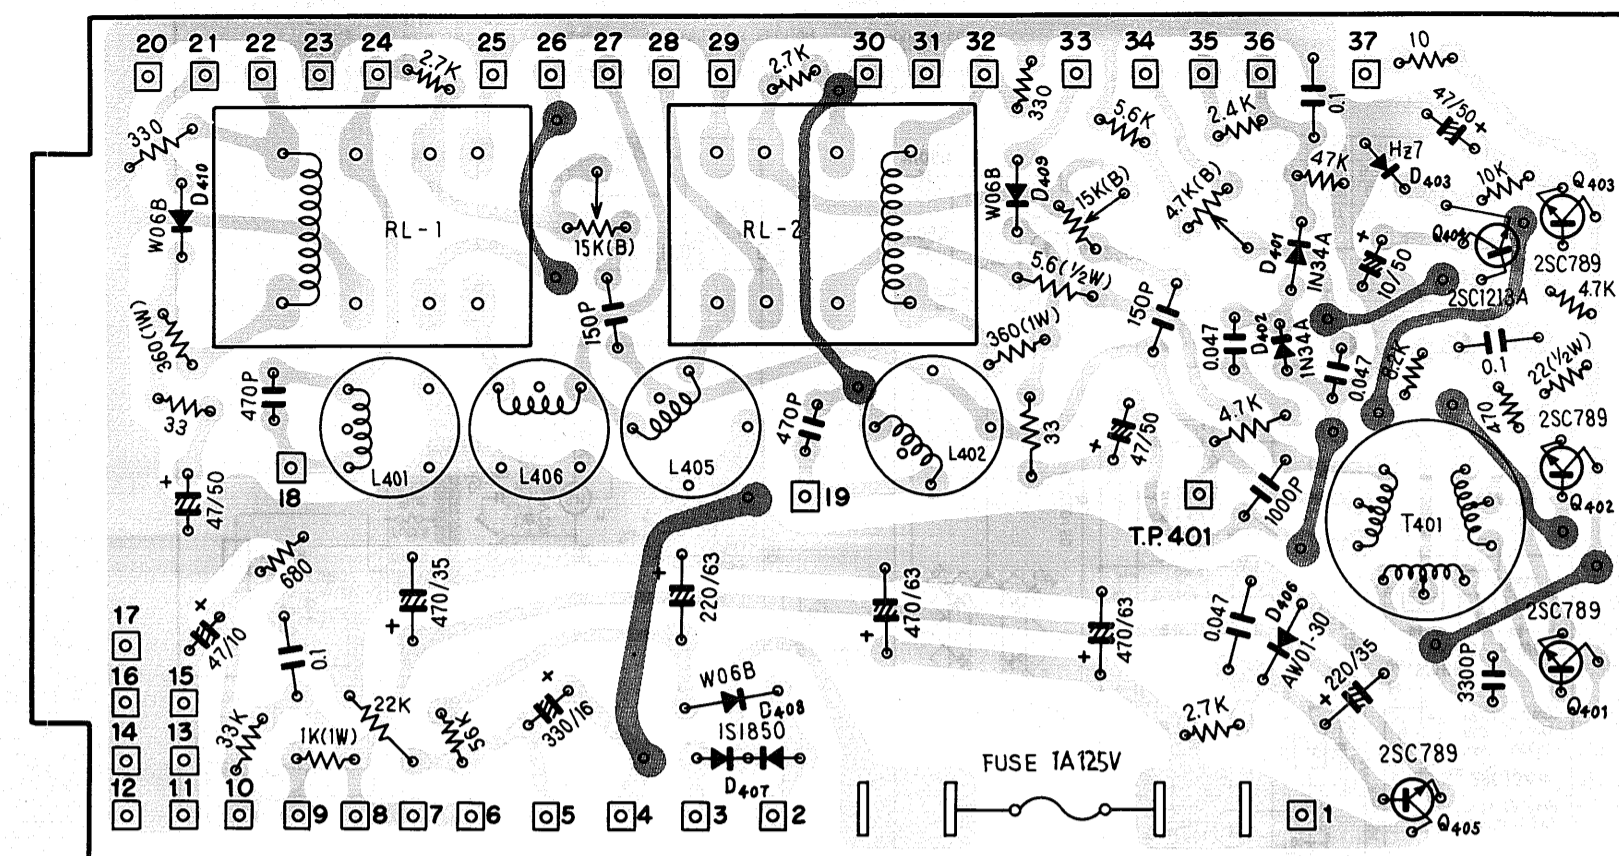 20 21 22 23 24 25 26 27 28 29 30 31 32 33 34 35 36 37
10
2.7K
2.7K
330
0.1
47/50 +
330
5.6K
2.4K
Hz7
D403
47K
10K
Q403
D410
W06B
RL-1
15K(B)
RL-2
W06B
D409
15K(B)
4.7K(B)
D401
1N34A
+
10/50
Q404
2SC789
2SC1213A
4.7K
5.6(½W)
150P
150P
360(1W)
360(1W)
0.047
D402
1N34A
0.047
8.2K
0.1
22(½W)
470
33
470P
L401
L406
L405
470P
L402
33
+
47/50
4.7K
1000P
2SC789
Q402
T401
+
47/50
18
19
T.P. 401
680
470/35
+
+
220/63
470/63
+
470/63
+
0.047
D406
AW01-30
2SC789
17
+
47/10
0.1
220/35
+
3300P
Q401
16 15
W06B
D408
+
330/16
22K
56K
33K
1K(1W)
2.7K
14 13
1S1850
D407
FUSE 1A 125V
2SC789
Q405
12 11 10 9 8 7 6 5 4 3 2 1